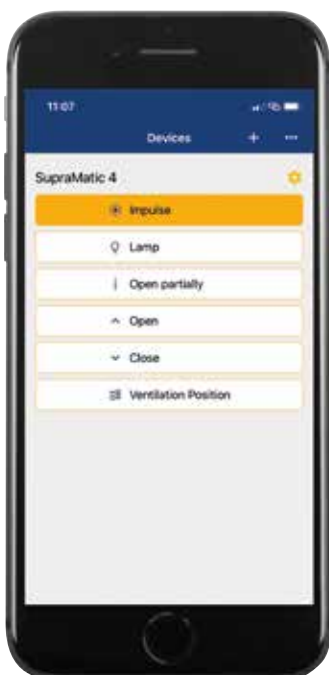 11:07
Devices
SupraMatic 4
Impulse
Lamp
Open partially
Open
Close
Ventilation Position